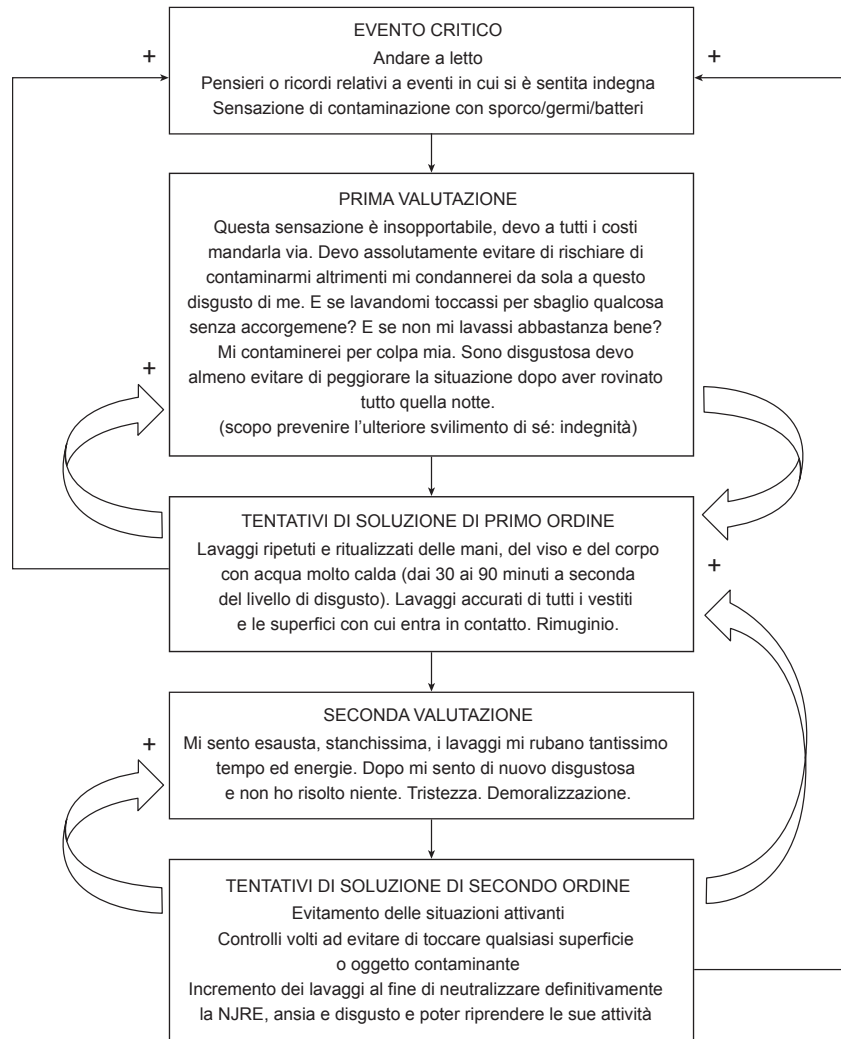 EVENTO CRITICO
Andare a letto
Pensieri o ricordi relativi a eventi in cui si è sentita indegna
Sensazione di contaminazione con sporco/germi/batteri
+
+
PRIMA VALUTAZIONE
Questa sensazione è insopportabile, devo a tutti i costi
mandarla via. Devo assolutamente evitare di rischiare di
contaminarmi altrimenti mi condannerei da sola a questo
disgusto di me. E se lavandomi toccassi per sbaglio qualcosa
senza accorgemene? E se non mi lavassi abbastanza bene?
Mi contaminerei per colpa mia. Sono disgustosa devo
almeno evitare di peggiorare la situazione dopo aver rovinato
tutto quella notte.
(scopo prevenire l'ulteriore svilimento di sé: indegnità)
+
TENTATIVI DI SOLUZIONE DI PRIMO ORDINE
Lavaggi ripetuti e ritualizzati delle mani, del viso e del corpo
con acqua molto calda (dai 30 ai 90 minuti a seconda
del livello di disgusto). Lavaggi accurati di tutti i vestiti
e le superfici con cui entra in contatto. Rimuginio.
+
SECONDA VALUTAZIONE
Mi sento esausta, stanchissima, i lavaggi mi rubano tantissimo
tempo ed energie. Dopo mi sento di nuovo disgustosa
e non ho risolto niente. Tristezza. Demoralizzazione.
+
TENTATIVI DI SOLUZIONE DI SECONDO ORDINE
Evitamento delle situazioni attivanti
Controlli volti ad evitare di toccare qualsiasi superficie
o oggetto contaminante
Incremento dei lavaggi al fine di neutralizzare definitivamente
la NJRE, ansia e disgusto e poter riprendere le sue attività